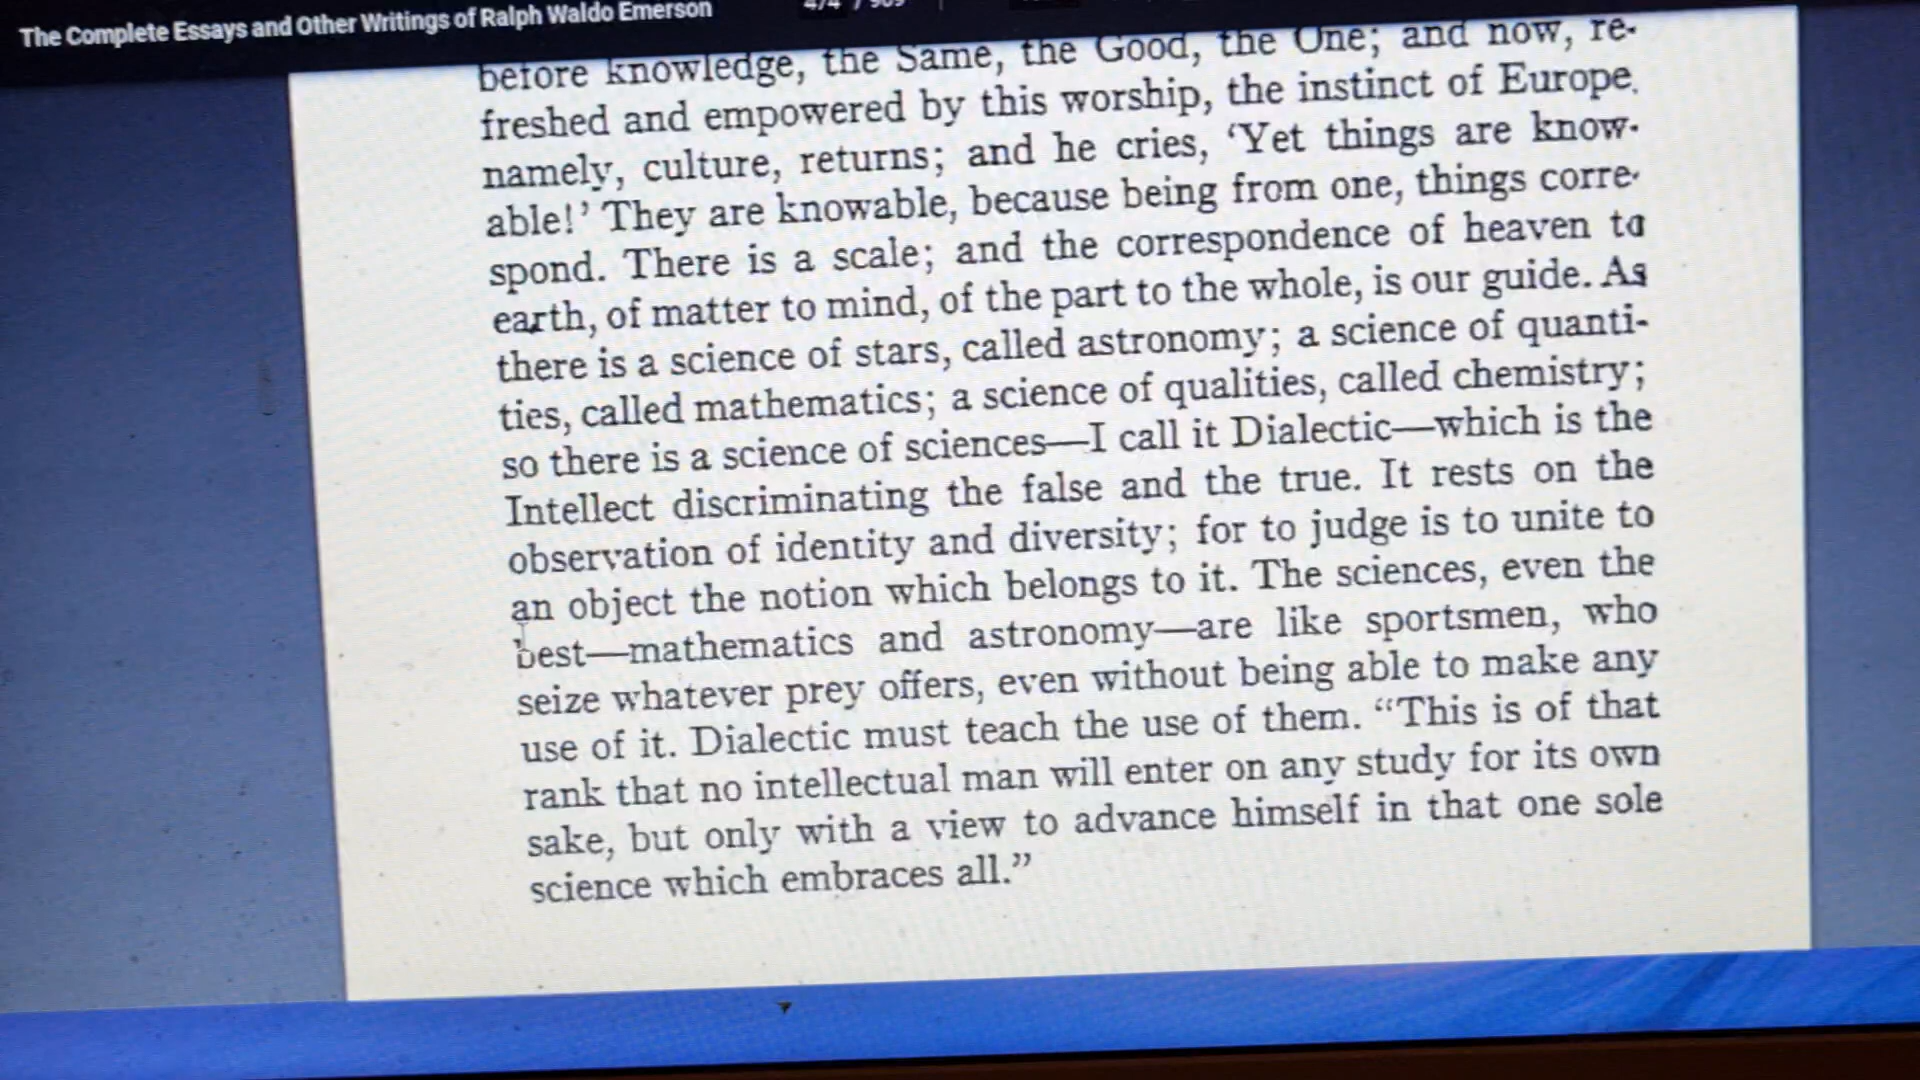 The Complete Essays and Other Writings of Ralph Waldo Emerson
before knowledge, the Same, the Good, the One; and now, re-
freshed and empowered by this worship, the instinct of Europe,
namely, culture, returns; and he cries, ‘Yet things are know-
able!’ They are knowable, because being from one, things corre-
spond. There is a scale; and the correspondence of heaven to
earth, of matter to mind, of the part to the whole, is our guide. As
there is a science of stars, called astronomy; a science of quanti-
ties, called mathematics; a science of qualities, called chemistry;
so there is a science of sciences—I call it Dialectic—which is the
Intellect discriminating the false and the true. It rests on the
observation of identity and diversity; for to judge is to unite to
an object the notion which belongs to it. The sciences, even the
best—mathematics and astronomy—are like sportsmen, who
seize whatever prey offers, even without being able to make any
use of it. Dialectic must teach the use of them. “This is of that
rank that no intellectual man will enter on any study for its own
sake, but only with a view to advance himself in that one sole
science which embraces all.”